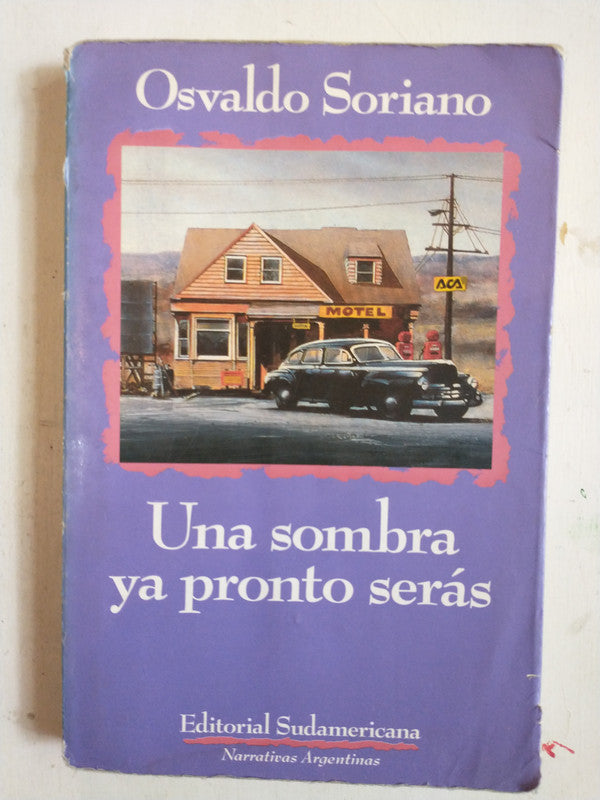 Osvaldo Soriano
ACA
MOTEL
Una sombra
ya pronto serás
Editorial Sudamericana
Narrativas Argentinas